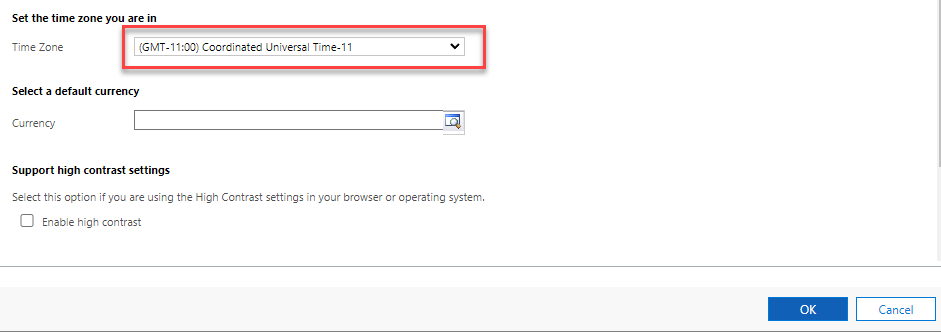 Set the time zone you are in
Time Zone (GMT-11:00) Coordinated Universal Time-11
Select a default currency
Currency
Support high contrast settings
Select this option if you are using the High Contrast settings in your browser or operating system.
Enable high contrast
OK Cancel